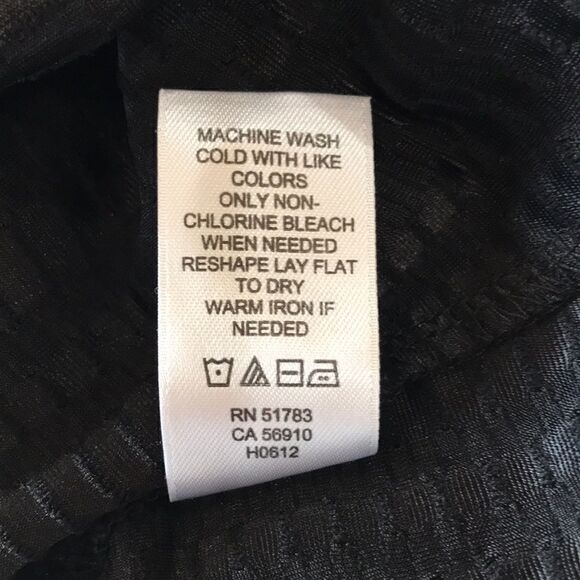 MACHINE WASH
COLD WITH LIKE
COLORS
ONLY NON-
CHLORINE BLEACH
WHEN NEEDED
RESHAPE LAY FLAT
TO DRY
WARM IRON IF
NEEDED
RN 51783
CA 56910
H0612